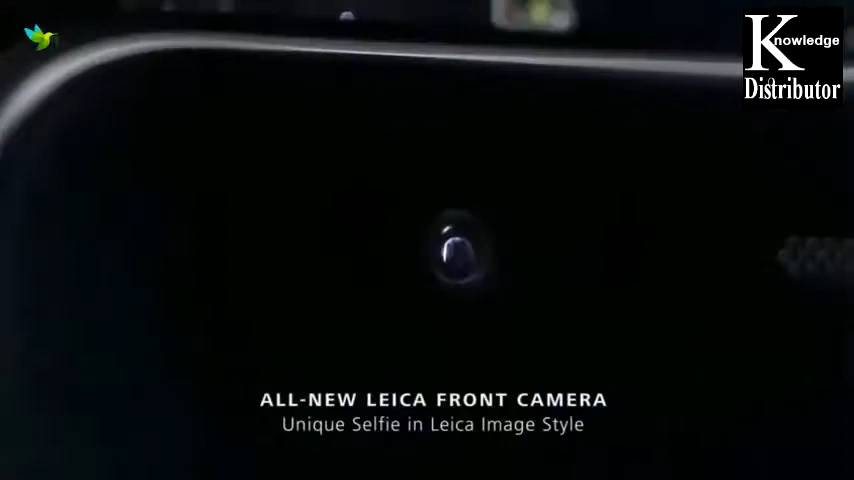 Knowledge
Distributor
ALL-NEW LEICA FRONT CAMERA
Unique Selfie in Leica Image Style